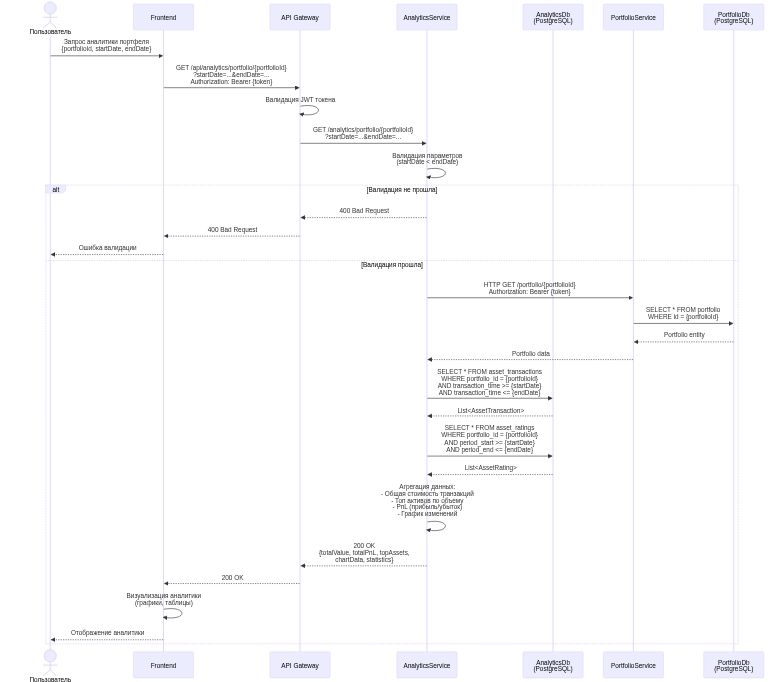 Пользователь
Frontend
API Gateway
AnalyticsService
AnalyticsDb
(PostgreSQL)
PortfolioService
PortfolioDb
(PostgreSQL)
Запрос аналитики портфеля
{portfolioId, startDate, endDate}
GET /api/analytics/portfolio/{portfolioId}
?startDate=...&endDate=...
Authorization: Bearer {token}
Валидация JWT токена
GET /analytics/portfolio/{portfolioId}
?startDate=...&endDate=...
Валидация параметров
(startDate < endDate)
alt
[Валидация не прошла]
400 Bad Request
400 Bad Request
Ошибка валидации
[Валидация прошла]
HTTP GET /portfolio/{portfolioId}
Authorization: Bearer {token}
SELECT * FROM portfolio
WHERE id = {portfolioId}
Portfolio entity
Portfolio data
SELECT * FROM asset_transactions
WHERE portfolio_id = {portfolioId}
AND transaction_time >= {startDate}
AND transaction_time <= {endDate}
List<AssetTransaction>
SELECT * FROM asset_ratings
WHERE portfolio_id = {portfolioId}
AND period_start >= {startDate}
AND period_end <= {endDate}
List<AssetRating>
Агрегация данных:
- Общая стоимость транзакций
- Топ активов по объему
- PnL (прибыль/убыток)
- График изменений
200 OK
{totalValue, totalPnL, topAssets,
chartData, statistics}
200 OK
Визуализация аналитики
(графики, таблицы)
Отображение аналитики
Пользователь
Frontend
API Gateway
AnalyticsService
AnalyticsDb
(PostgreSQL)
PortfolioService
PortfolioDb
(PostgreSQL)